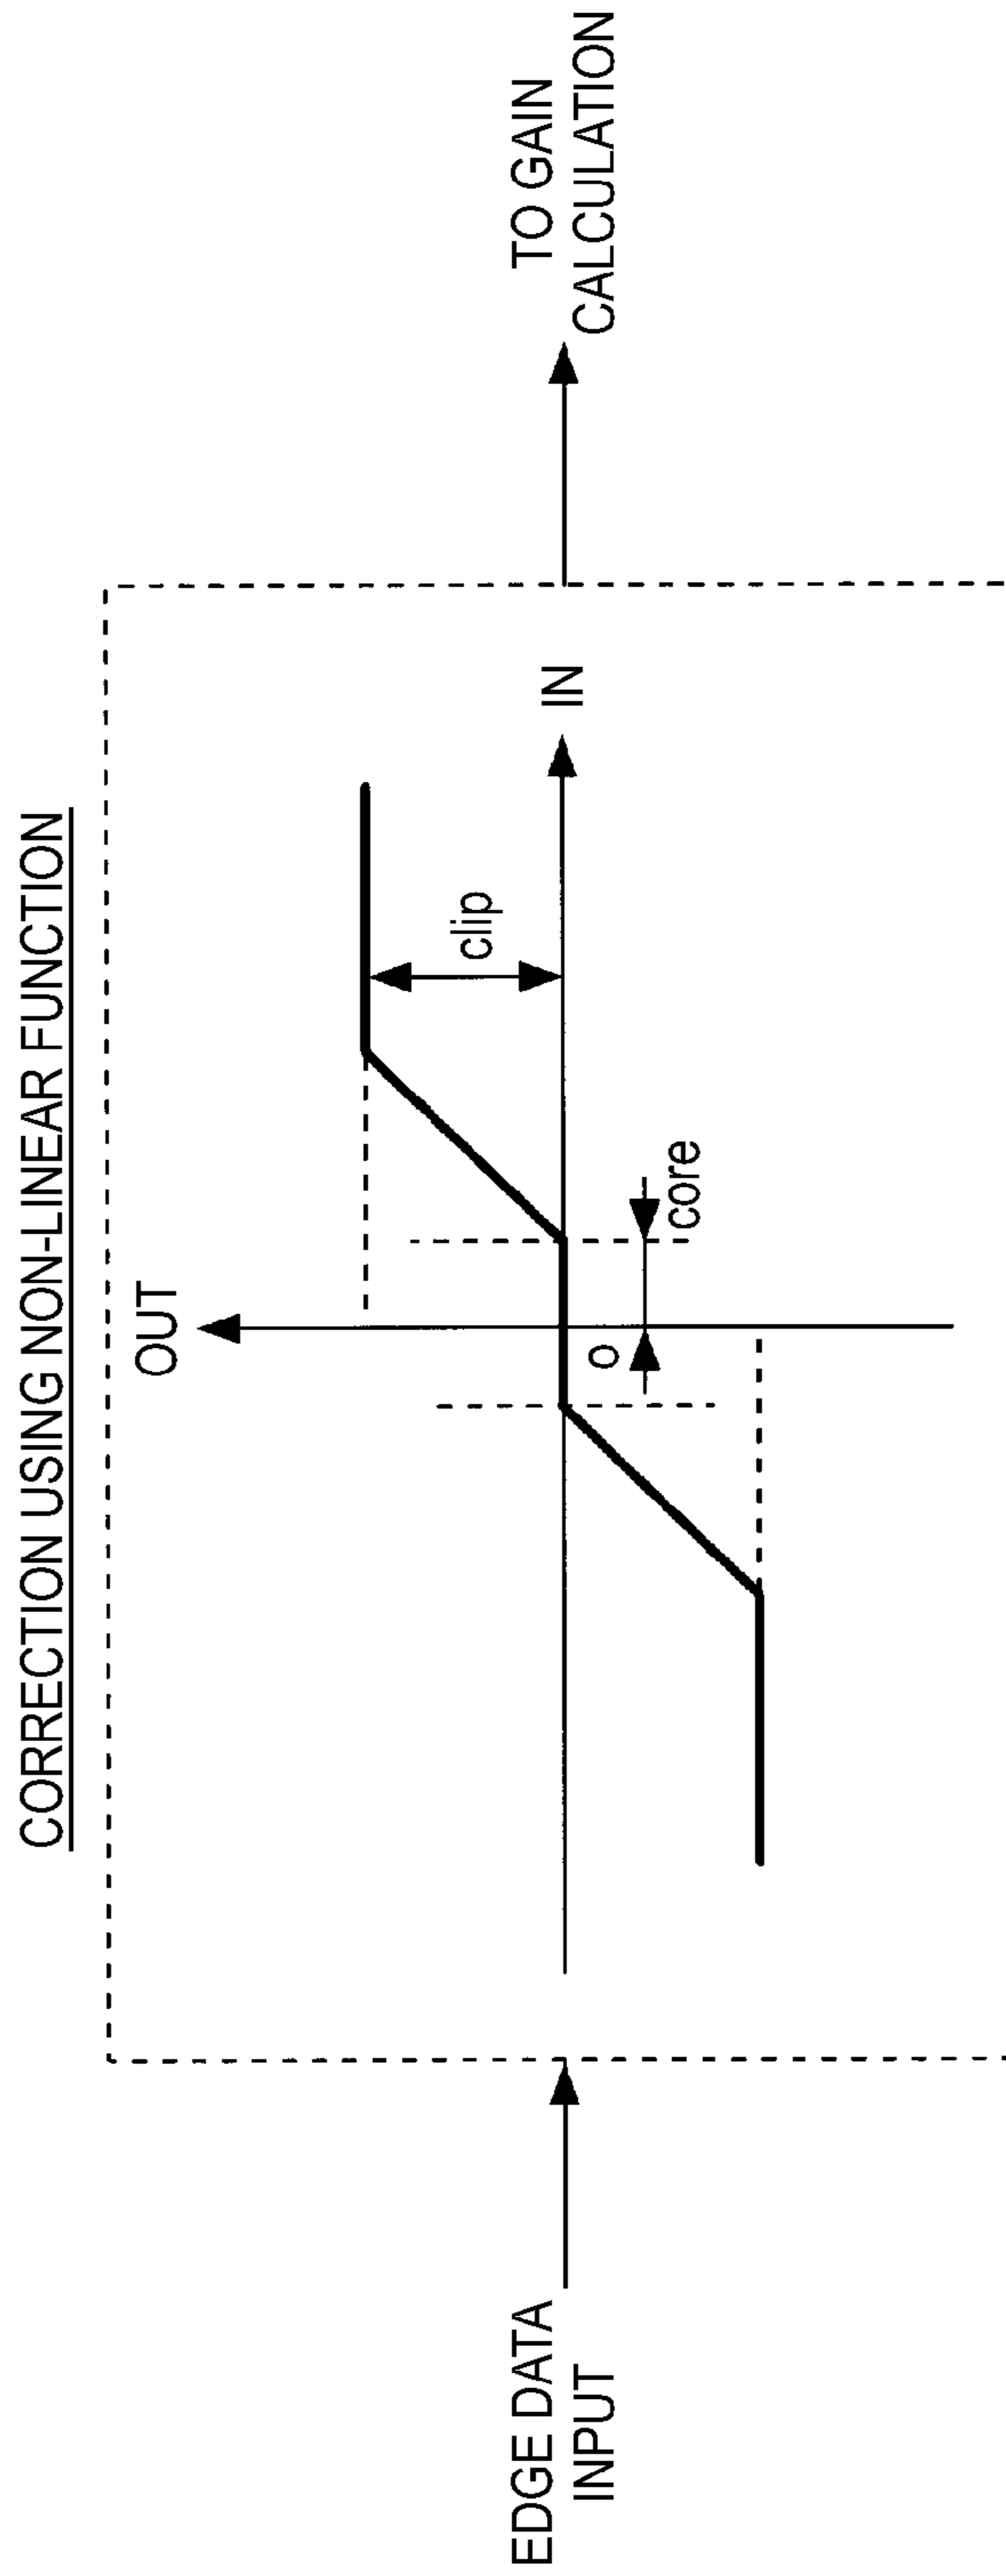 CORRECTION USING NON-LINEAR FUNCTION
EDGE DATA
INPUT
OUT
clip
IN
o
core
TO GAIN
CALCULATION